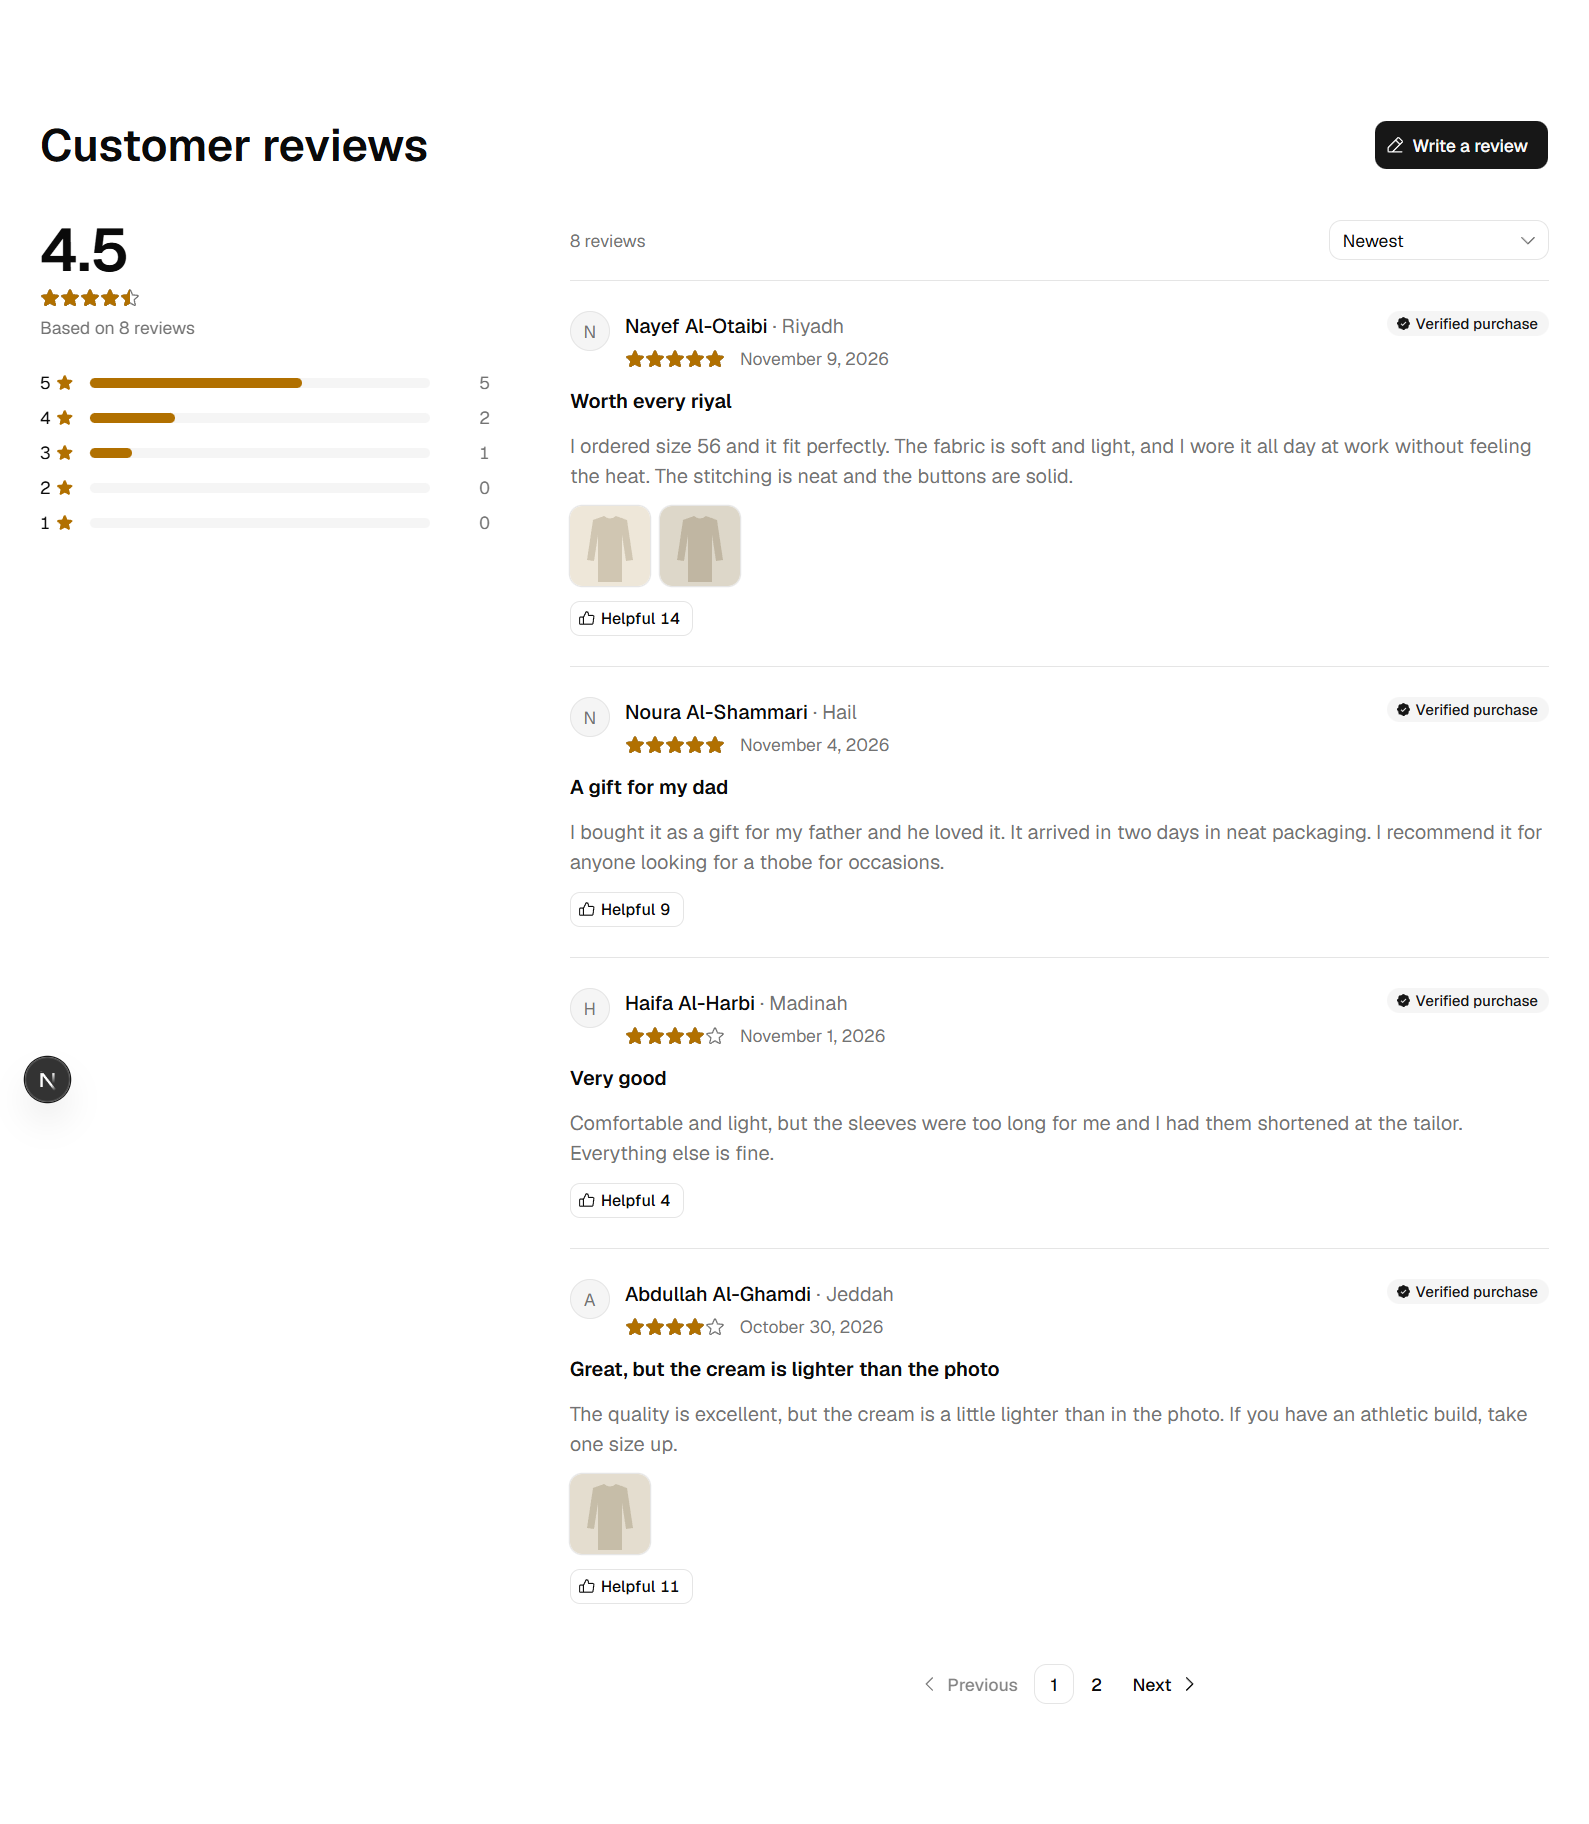 Customer reviews
Write a review
4.5
Based on 8 reviews
5 5
4 2
3 1
2 0
1 0
8 reviews
Newest
N
Nayef Al-Otaibi · Riyadh
Verified purchase
November 9, 2026
Worth every riyal
I ordered size 56 and it fit perfectly. The fabric is soft and light, and I wore it all day at work without feeling
the heat. The stitching is neat and the buttons are solid.
Helpful 14
N
Noura Al-Shammari · Hail
Verified purchase
November 4, 2026
A gift for my dad
I bought it as a gift for my father and he loved it. It arrived in two days in neat packaging. I recommend it for
anyone looking for a thobe for occasions.
Helpful 9
H
Haifa Al-Harbi · Madinah
Verified purchase
November 1, 2026
Very good
Comfortable and light, but the sleeves were too long for me and I had them shortened at the tailor.
Everything else is fine.
Helpful 4
N
A
Abdullah Al-Ghamdi · Jeddah
Verified purchase
October 30, 2026
Great, but the cream is lighter than the photo
The quality is excellent, but the cream is a little lighter than in the photo. If you have an athletic build, take
one size up.
Helpful 11
Previous 1 2 Next